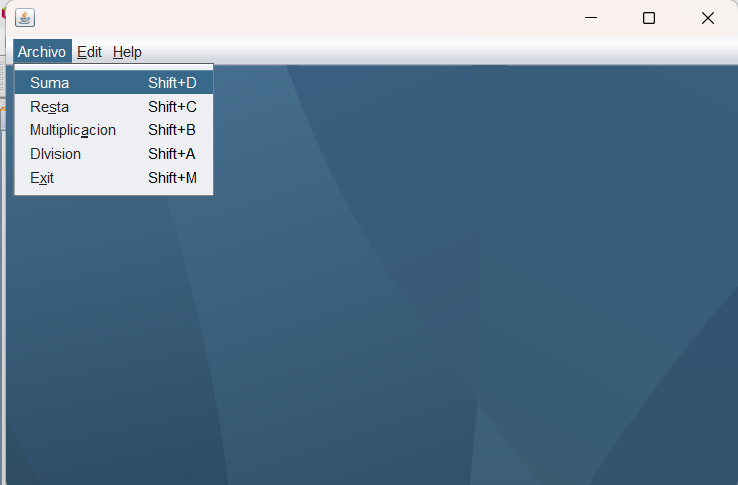 Archivo Edit Help
Suma Shift+D
Resta Shift+C
Multiplicacion Shift+B
DIvision Shift+A
Exit Shift+M